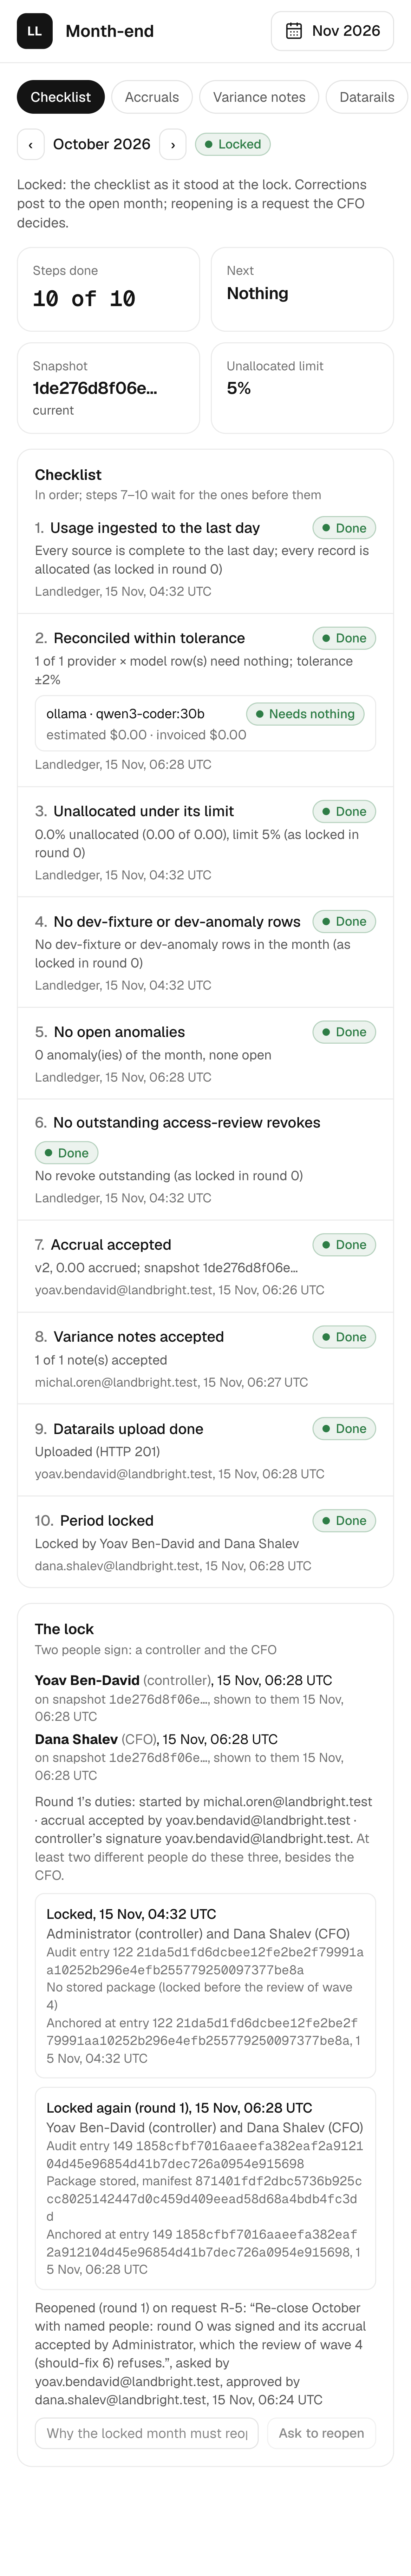 LL
Month-end
Nov 2026
Checklist
Accruals
Variance notes
Datarails
‹
October 2026
›
Locked
Locked: the checklist as it stood at the lock. Corrections
post to the open month; reopening is a request the CFO
decides.
Steps done
10 of 10
Next
Nothing
Snapshot
1de276d8f06e…
current
Unallocated limit
5%
Checklist
In order; steps 7–10 wait for the ones before them
1. Usage ingested to the last day
Done
Every source is complete to the last day; every record is
allocated (as locked in round 0)
Landledger, 15 Nov, 04:32 UTC
2. Reconciled within tolerance
Done
1 of 1 provider × model row(s) need nothing; tolerance
±2%
ollama · qwen3-coder:30b
Needs nothing
estimated $0.00 · invoiced $0.00
Landledger, 15 Nov, 06:28 UTC
3. Unallocated under its limit
Done
0.0% unallocated (0.00 of 0.00), limit 5% (as locked in
round 0)
Landledger, 15 Nov, 04:32 UTC
4. No dev-fixture or dev-anomaly rows
Done
No dev-fixture or dev-anomaly rows in the month (as
locked in round 0)
Landledger, 15 Nov, 04:32 UTC
5. No open anomalies
Done
0 anomaly(ies) of the month, none open
Landledger, 15 Nov, 06:28 UTC
6. No outstanding access-review revokes
Done
No revoke outstanding (as locked in round 0)
Landledger, 15 Nov, 04:32 UTC
7. Accrual accepted
Done
v2, 0.00 accrued; snapshot 1de276d8f06e…
yoav.bendavid@landbright.test, 15 Nov, 06:26 UTC
8. Variance notes accepted
Done
1 of 1 note(s) accepted
michal.oren@landbright.test, 15 Nov, 06:27 UTC
9. Datarails upload done
Done
Uploaded (HTTP 201)
yoav.bendavid@landbright.test, 15 Nov, 06:28 UTC
10. Period locked
Done
Locked by Yoav Ben-David and Dana Shalev
dana.shalev@landbright.test, 15 Nov, 06:28 UTC
The lock
Two people sign: a controller and the CFO
Yoav Ben-David (controller), 15 Nov, 06:28 UTC
on snapshot 1de276d8f06e…, shown to them 15 Nov,
06:28 UTC
Dana Shalev (CFO), 15 Nov, 06:28 UTC
on snapshot 1de276d8f06e…, shown to them 15 Nov,
06:28 UTC
Round 1's duties: started by michal.oren@landbright.test
· accrual accepted by yoav.bendavid@landbright.test ·
controller's signature yoav.bendavid@landbright.test. At
least two different people do these three, besides the
CFO.
Locked, 15 Nov, 04:32 UTC
Administrator (controller) and Dana Shalev (CFO)
Audit entry 122 21da5d1fd6dcbee12fe2be2f79991a
a10252b296e4efb255779250097377be8a
No stored package (locked before the review of wave
4)
Anchored at entry 122 21da5d1fd6dcbee12fe2be2f
79991aa10252b296e4efb255779250097377be8a, 1
5 Nov, 04:32 UTC
Locked again (round 1), 15 Nov, 06:28 UTC
Yoav Ben-David (controller) and Dana Shalev (CFO)
Audit entry 149 1858cfbf7016aaeefa382eaf2a9121
04d45e96854d41b7dec726a0954e915698
Package stored, manifest 871401fdf2dbc5736b925c
cc8025142447d0c459d409eead58d68a4bdb4fc3d
d
Anchored at entry 149 1858cfbf7016aaeefa382eaf
2a912104d45e96854d41b7dec726a0954e915698, 1
5 Nov, 06:28 UTC
Reopened (round 1) on request R-5: “Re-close October
with named people: round 0 was signed and its accrual
accepted by Administrator, which the review of wave 4
(should-fix 6) refuses.”, asked by
yoav.bendavid@landbright.test, approved by
dana.shalev@landbright.test, 15 Nov, 06:24 UTC
Why the locked month must reop
Ask to reopen